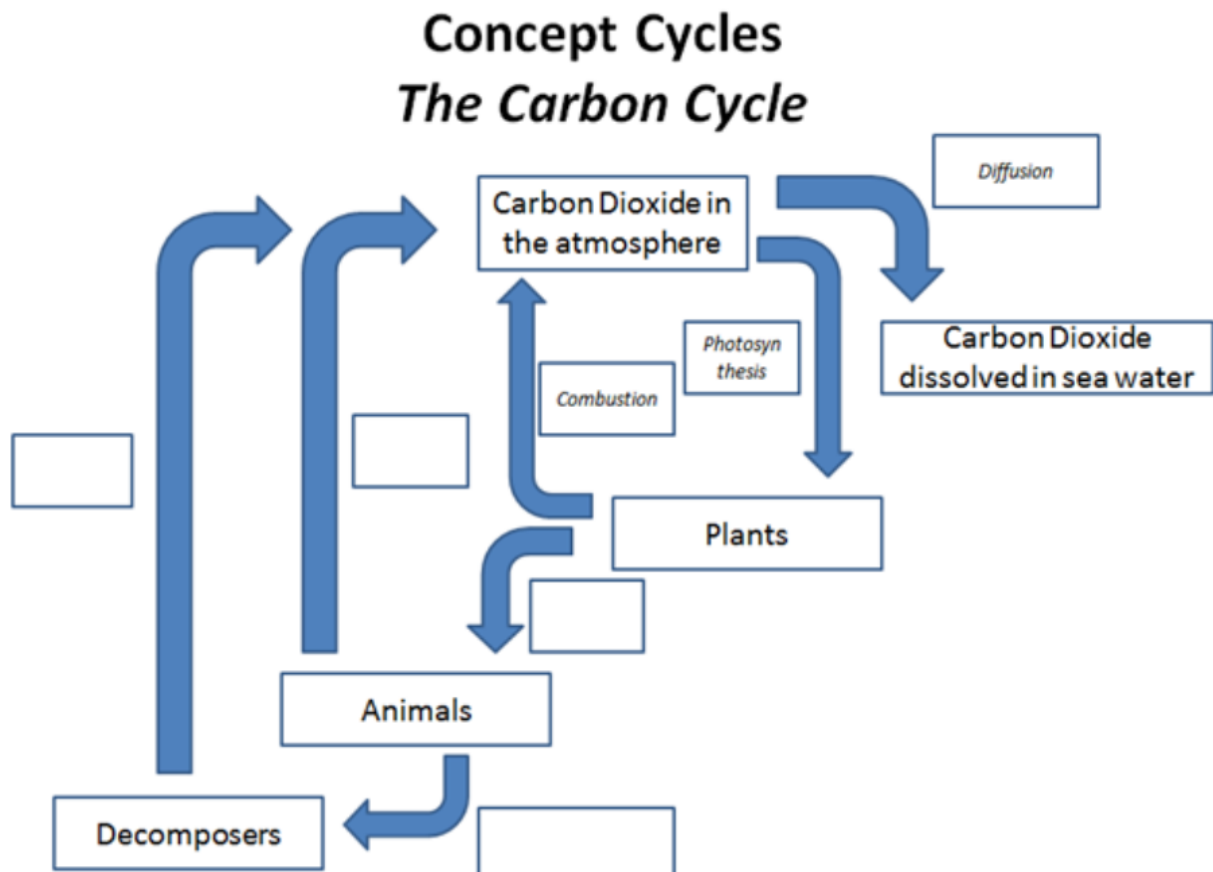 Concept Cycles
The Carbon Cycle
Diffusion
Carbon Dioxide in
the atmosphere
Carbon Dioxide
dissolved in sea water
Photosyn
thesis
Combustion
Plants
Animals
Decomposers